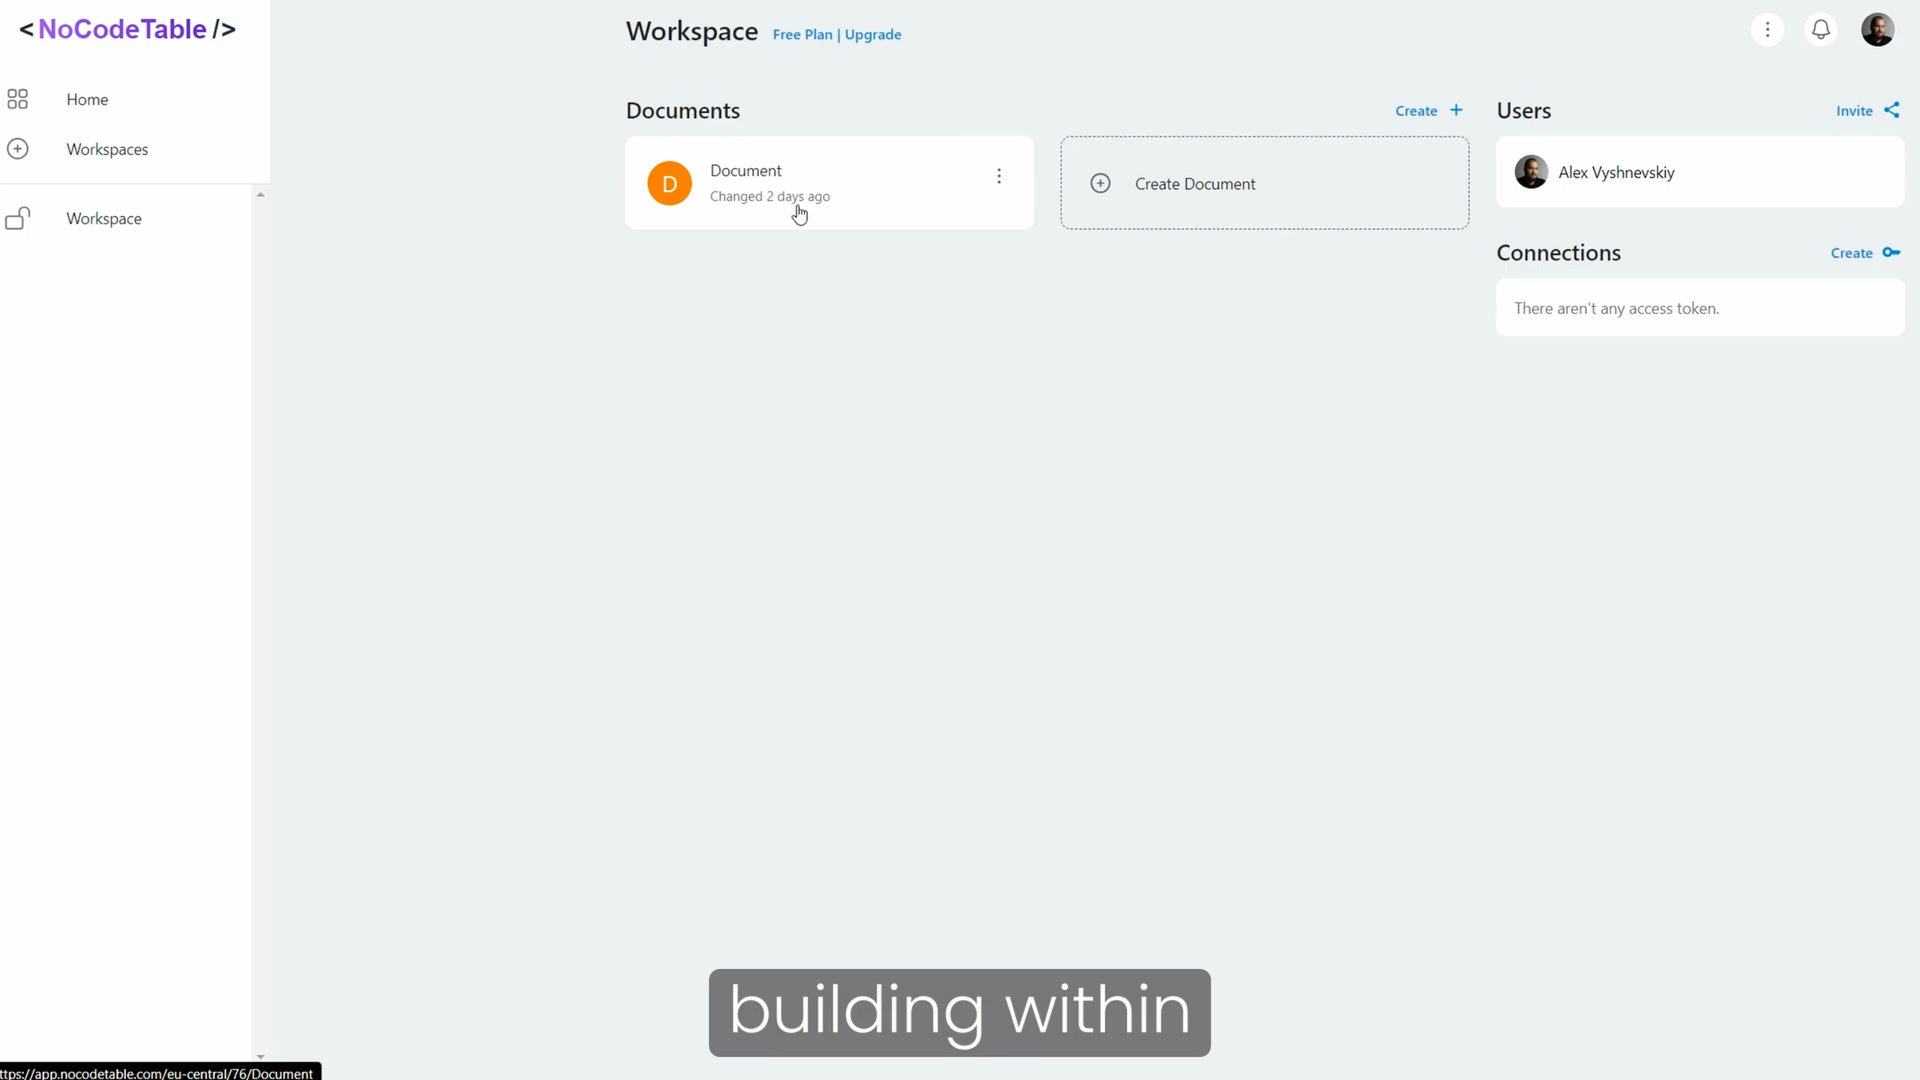 <NoCodeTable />
Home
Workspaces
Workspace
Workspace Free Plan | Upgrade
Documents Create +
D
Document
Changed 2 days ago
Create Document
Users Invite
Alex Vyshnevskiy
Connections Create
There aren't any access token.
building within
ttps://app.nocodetable.com/eu-central/76/Document